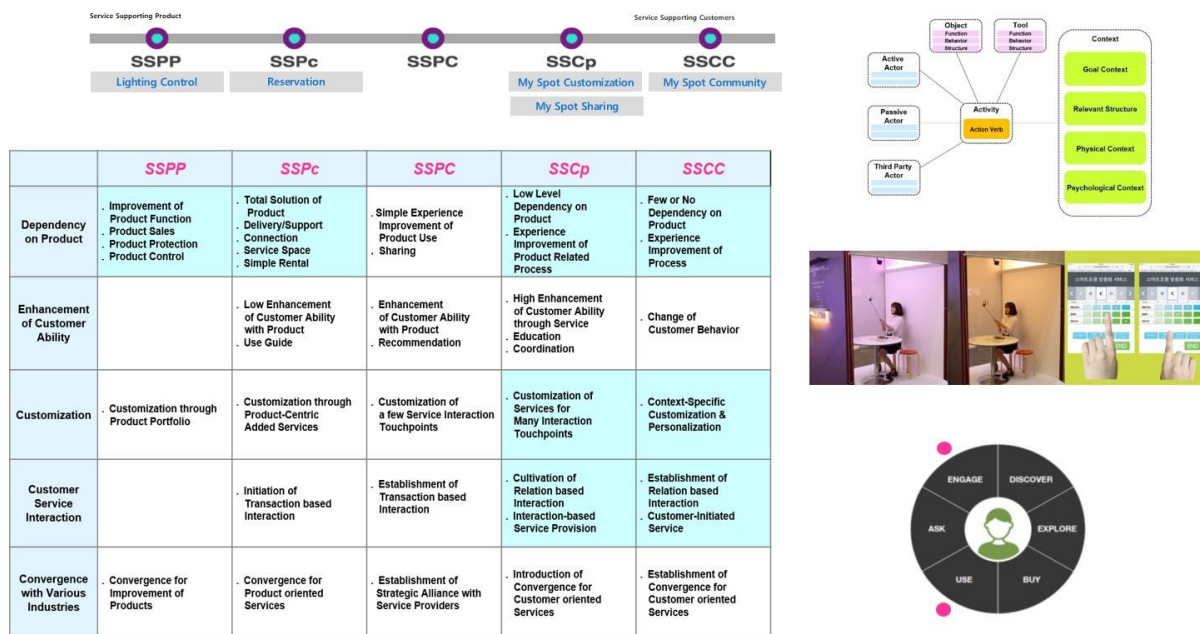 Service Supporting Product
Service Supporting Customers
SSPP
SSPc
SSPC
SSCp
SSCC
Lighting Control
Reservation
My Spot Customization
My Spot Community
My Spot Sharing
SSPP
SSPc
SSPC
SSCp
SSCC
Dependency
on Product
. Improvement of
Product Function
. Product Sales
. Product Protection
. Product Control
. Total Solution of
Product
. Delivery/Support
. Connection
. Service Space
. Simple Rental
. Simple Experience
Improvement of
Product Use
. Sharing
. Low Level
Dependency on
Product
. Experience
Improvement of
Product Related
Process
. Few or No
Dependency on
Product
. Experience
Improvement of
Process
Enhancement
of Customer
Ability
. Low Enhancement
of Customer Ability
with Product
. Use Guide
. Enhancement
of Customer Ability
with Product
. Recommendation
. High Enhancement
of Customer Ability
through Service
. Education
. Coordination
. Change of
Customer Behavior
Customization
. Customization through
Product Portfolio
. Customization through
Product-Centric
Added Services
. Customization of
a few Service Interaction
Touchpoints
. Customization of
Services for
Many Interaction
Touchpoints
. Context-Specific
Customization &
Personalization
Customer
Service
Interaction
. Initiation of
Transaction based
Interaction
. Establishment of
Transaction based
Interaction
. Cultivation of
Relation based
Interaction
. Interaction-based
Service Provision
. Establishment of
Relation based
Interaction
. Customer-Initiated
Service
Convergence
with Various
Industries
. Convergence for
Improvement of
Products
. Convergence for
Product oriented
Services
. Establishment of
Strategic Alliance with
Service Providers
. Introduction of
Convergence for
Customer oriented
Services
. Establishment of
Convergence for
Customer oriented
Services
Object
Function
Behavior
Structure
Tool
Function
Behavior
Structure
Active
Actor
Passive
Actor
Third Party
Actor
Activity
Action Verb
Context
Goal Context
Relevant Structure
Physical Context
Psychological Context
END
END
ENGAGE
DISCOVER
ASK
EXPLORE
USE
BUY